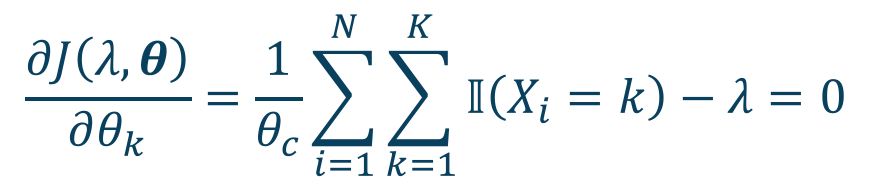 ∂J(λ, θ)/∂θ_k = 1/θ_c ∑_{i=1}^{N} ∑_{k=1}^{K} 𝕀(X_i = k) − λ = 0